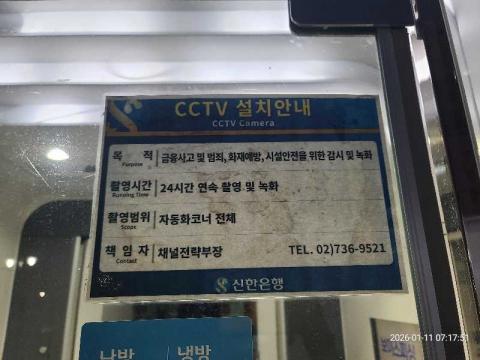 CCTV 설치안내
CCTV Camera
목 적 금융사고 및 범죄, 화재예방, 시설안전을 위한 감시 및 녹화
Purpose
촬영시간 24시간 연속 촬영 및 녹화
Running Time
촬영범위 자동화코너 전체
Scope
책 임 자 채널전략부장 TEL. 02)736-9521
Contact
신한은행
난방 냉방
2026-01-11 07:17:51